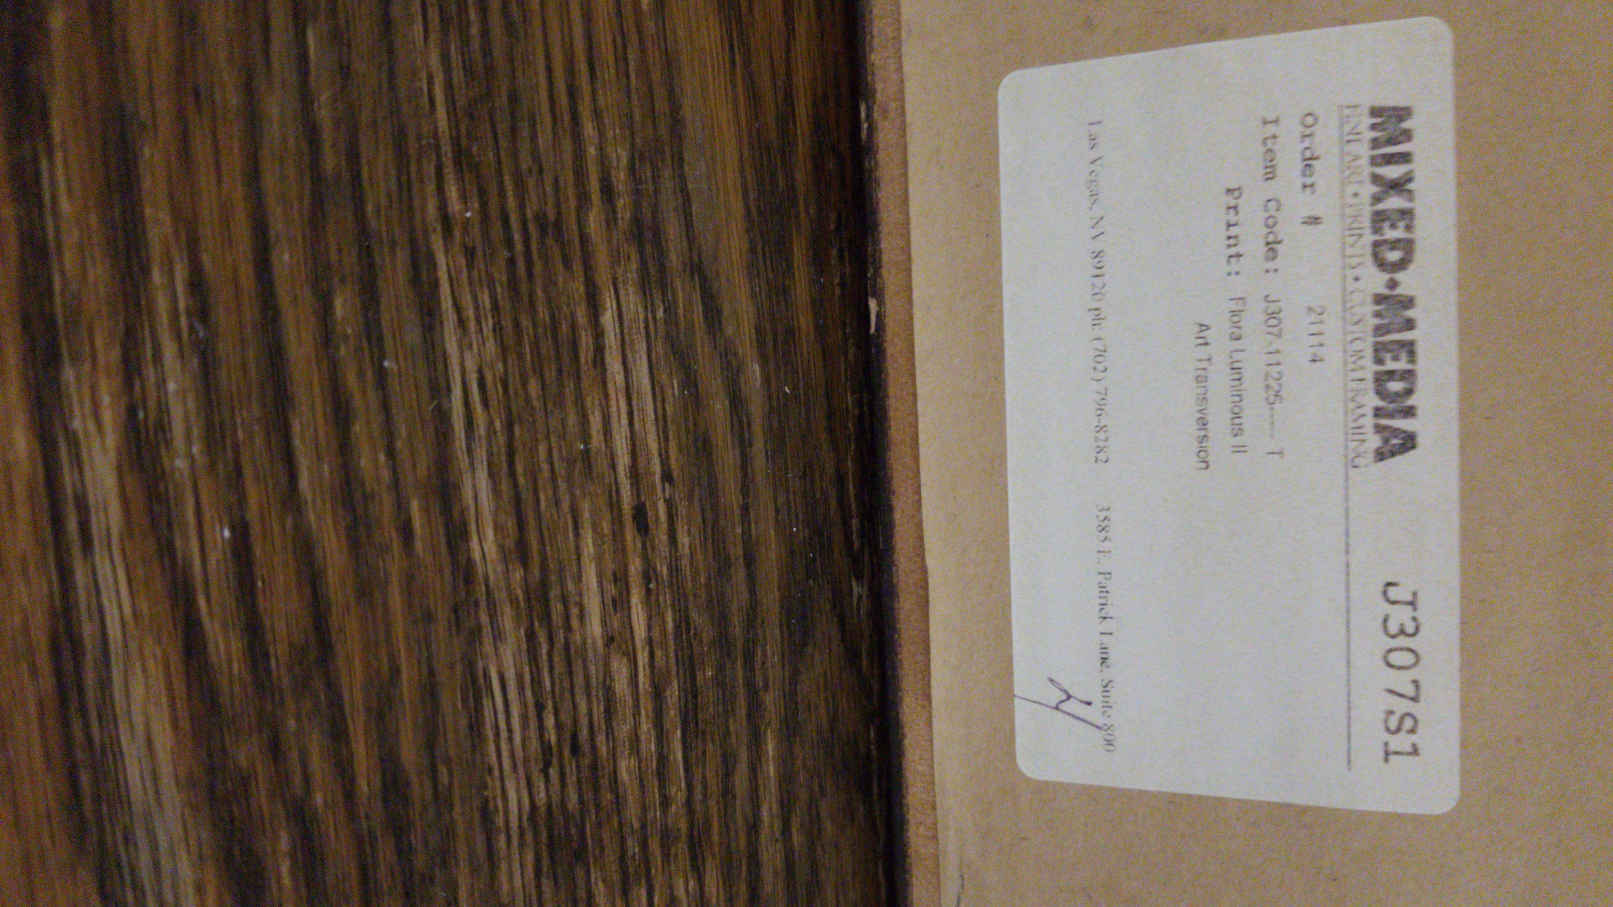 MIXED•MEDIA J307S1
FINE ART • PRINTS • CUSTOM FRAMING
Order # 21114
Item Code: J307-11225---- T
Print: Flora Luminous II
Art Transversion
Las Vegas, NV 89120 ph: (702) 796-8282 3585 E. Patrick Lane, Suite 800